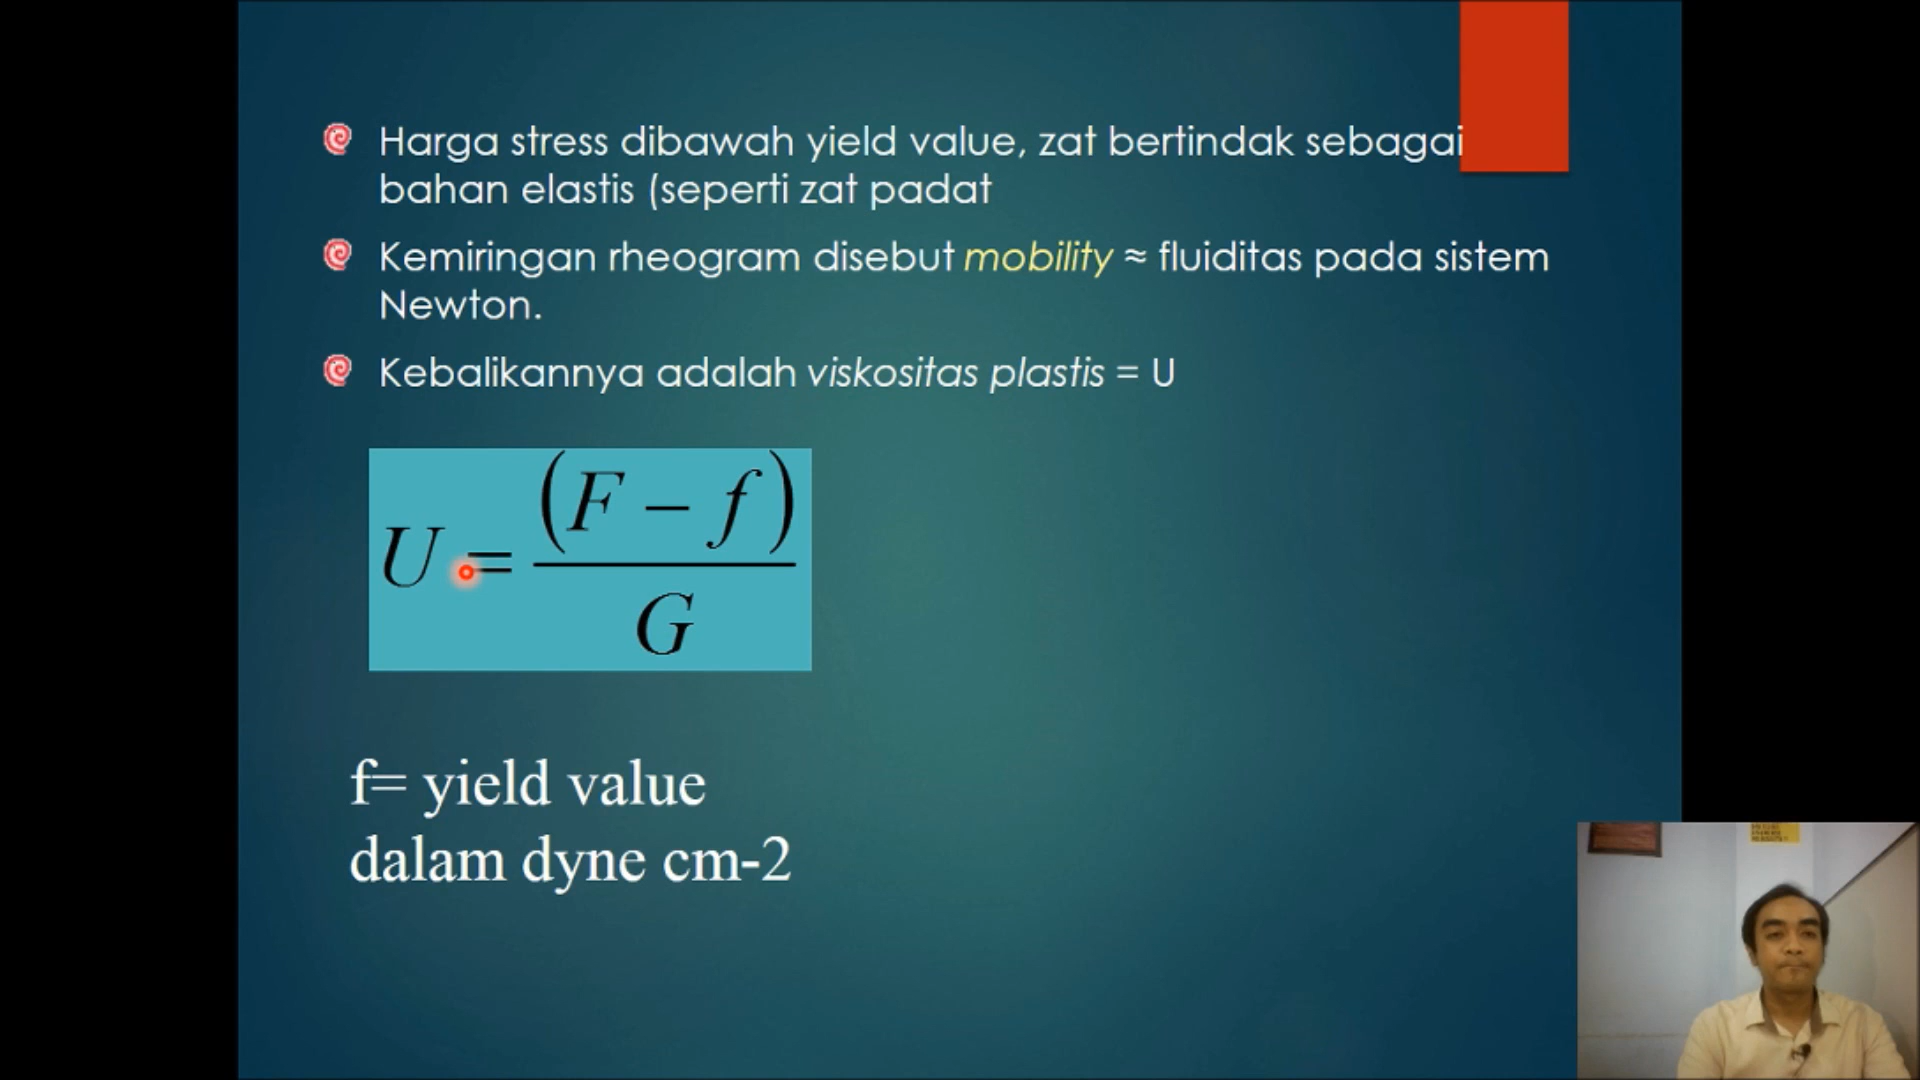 Harga stress dibawah yield value, zat bertindak sebagai
bahan elastis (seperti zat padat
Kemiringan rheogram disebut mobility ≈ fluiditas pada sistem
Newton.
Kebalikannya adalah viskositas plastis = U
U = (F – f) / G
f= yield value
dalam dyne cm-2